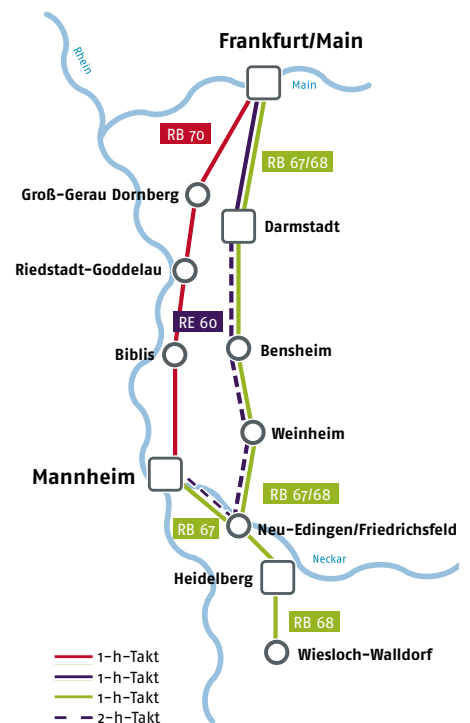 Frankfurt/Main
Rhein
Main
RB 70
RB 67/68
Groß-Gerau Dornberg
Darmstadt
Riedstadt-Goddelau
RE 60
Biblis
Bensheim
Weinheim
Mannheim
RB 67/68
RB 67
Neu-Edingen/Friedrichsfeld
Neckar
Heidelberg
RB 68
Wiesloch-Walldorf
1-h-Takt
1-h-Takt
1-h-Takt
2-h-Takt